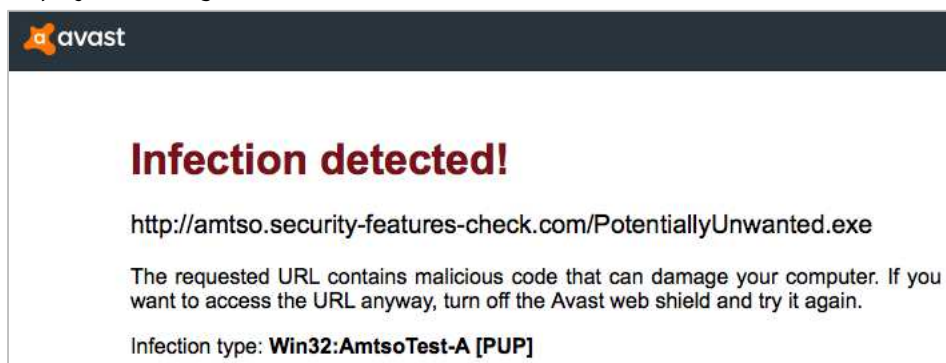 avast
Infection detected!
http://amtso.security-features-check.com/PotentiallyUnwanted.exe
The requested URL contains malicious code that can damage your computer. If you
want to access the URL anyway, turn off the Avast web shield and try it again.
Infection type: Win32:AmtsoTest-A [PUP]